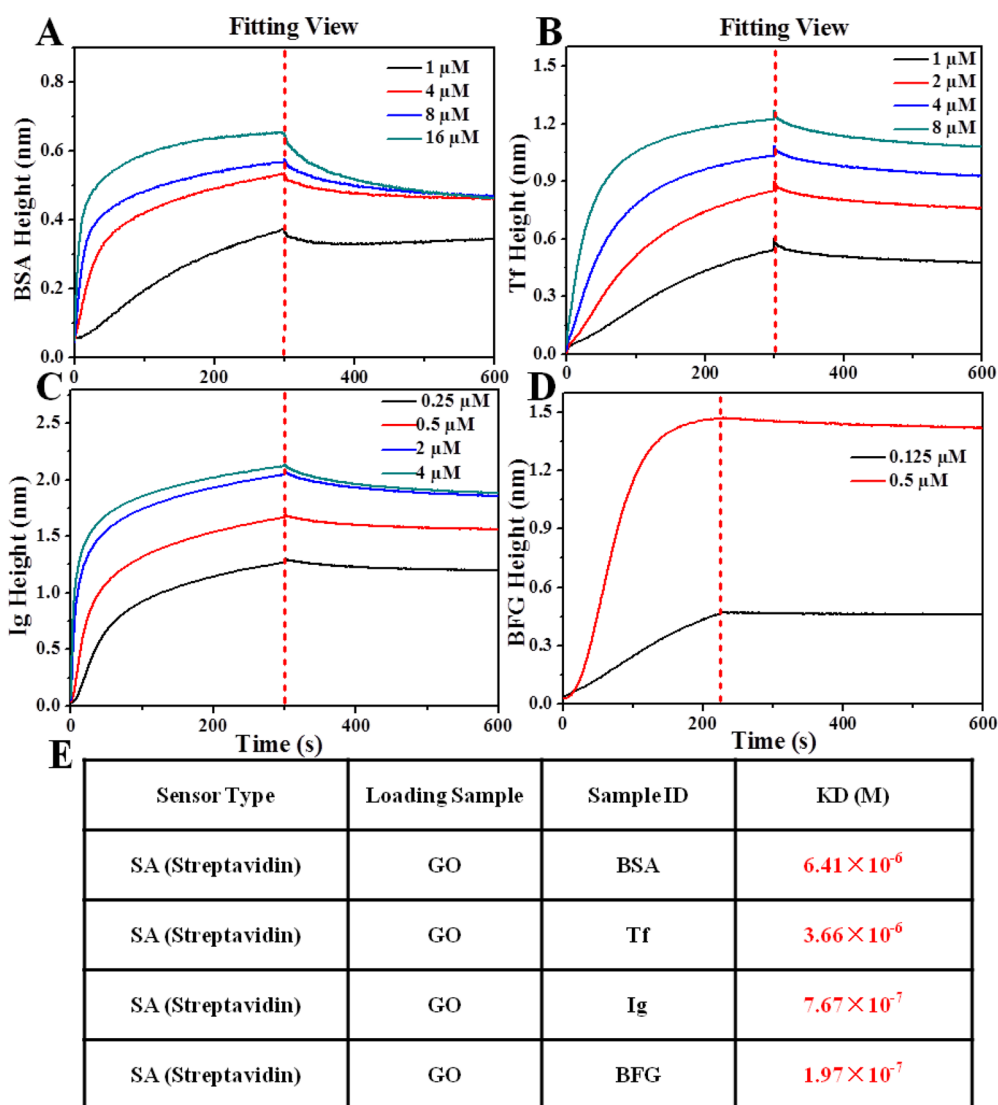 A
Fitting View
1 µM
4 µM
8 µM
16 µM
BSA Height (nm)
0.8
0.6
0.4
0.2
0.0
0
200
400
600
B
Fitting View
1 µM
2 µM
4 µM
8 µM
Tf Height (nm)
1.5
1.2
0.9
0.6
0.3
0.0
0
200
400
600
C
0.25 µM
0.5 µM
2 µM
4 µM
Ig Height (nm)
2.5
2.0
1.5
1.0
0.5
0.0
0
200
400
600
Time (s)
D
0.125 µM
0.5 µM
BFG Height (nm)
1.5
1.2
0.9
0.6
0.3
0.0
0
200
400
600
Time (s)
E
Sensor Type Loading Sample Sample ID KD (M)
SA (Streptavidin) GO BSA 6.41×10⁻⁶
SA (Streptavidin) GO Tf 3.66×10⁻⁶
SA (Streptavidin) GO Ig 7.67×10⁻⁷
SA (Streptavidin) GO BFG 1.97×10⁻⁷